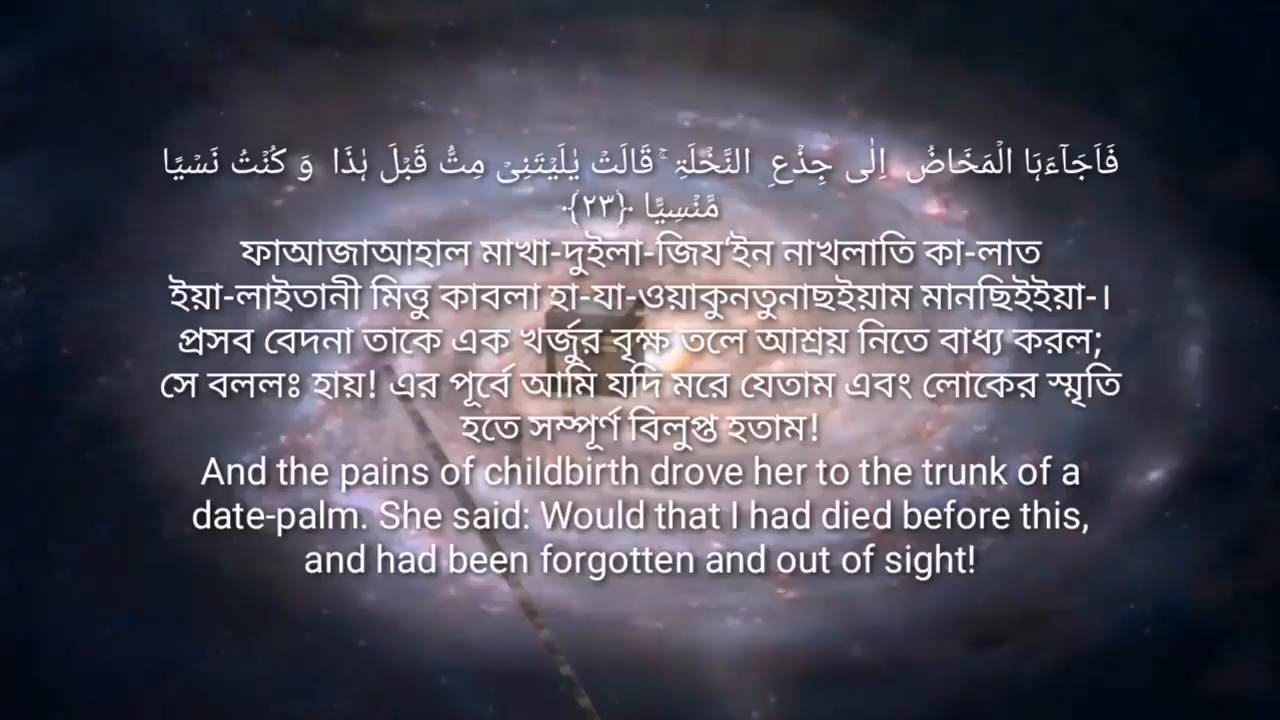 فَاَجَآءَہَا الۡمَخَاضُ اِلٰی جِذۡعِ النَّخۡلَۃِ ۚ قَالَتۡ یٰلَیۡتَنِیۡ مِتُّ قَبۡلَ ہٰذَا وَ کُنۡتُ نَسۡیًا
مَّنۡسِیًّا ﴿۲۳﴾
ফাআজাআহাল মাখা-দুইলা-জিয‘ইন নাখলাতি কা-লাত
ইয়া-লাইতানী মিত্তু কাবলা হা-যা-ওয়াকুনতুনাছইয়াম মানছিইইয়া-।
প্রসব বেদনা তাকে এক খর্জুর বৃক্ষ তলে আশ্রয় নিতে বাধ্য করল;
সে বললঃ হায়! এর পূর্বে আমি যদি মরে যেতাম এবং লোকের স্মৃতি
হতে সম্পূর্ণ বিলুপ্ত হতাম!
And the pains of childbirth drove her to the trunk of a
date-palm. She said: Would that I had died before this,
and had been forgotten and out of sight!